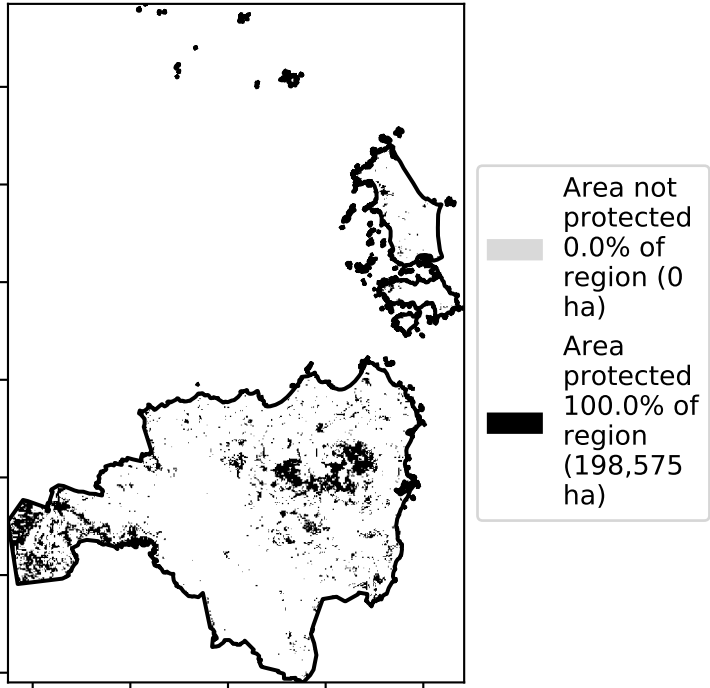 Area not
protected
0.0% of
region (0
ha)
Area
protected
100.0% of
region
(198,575
ha)